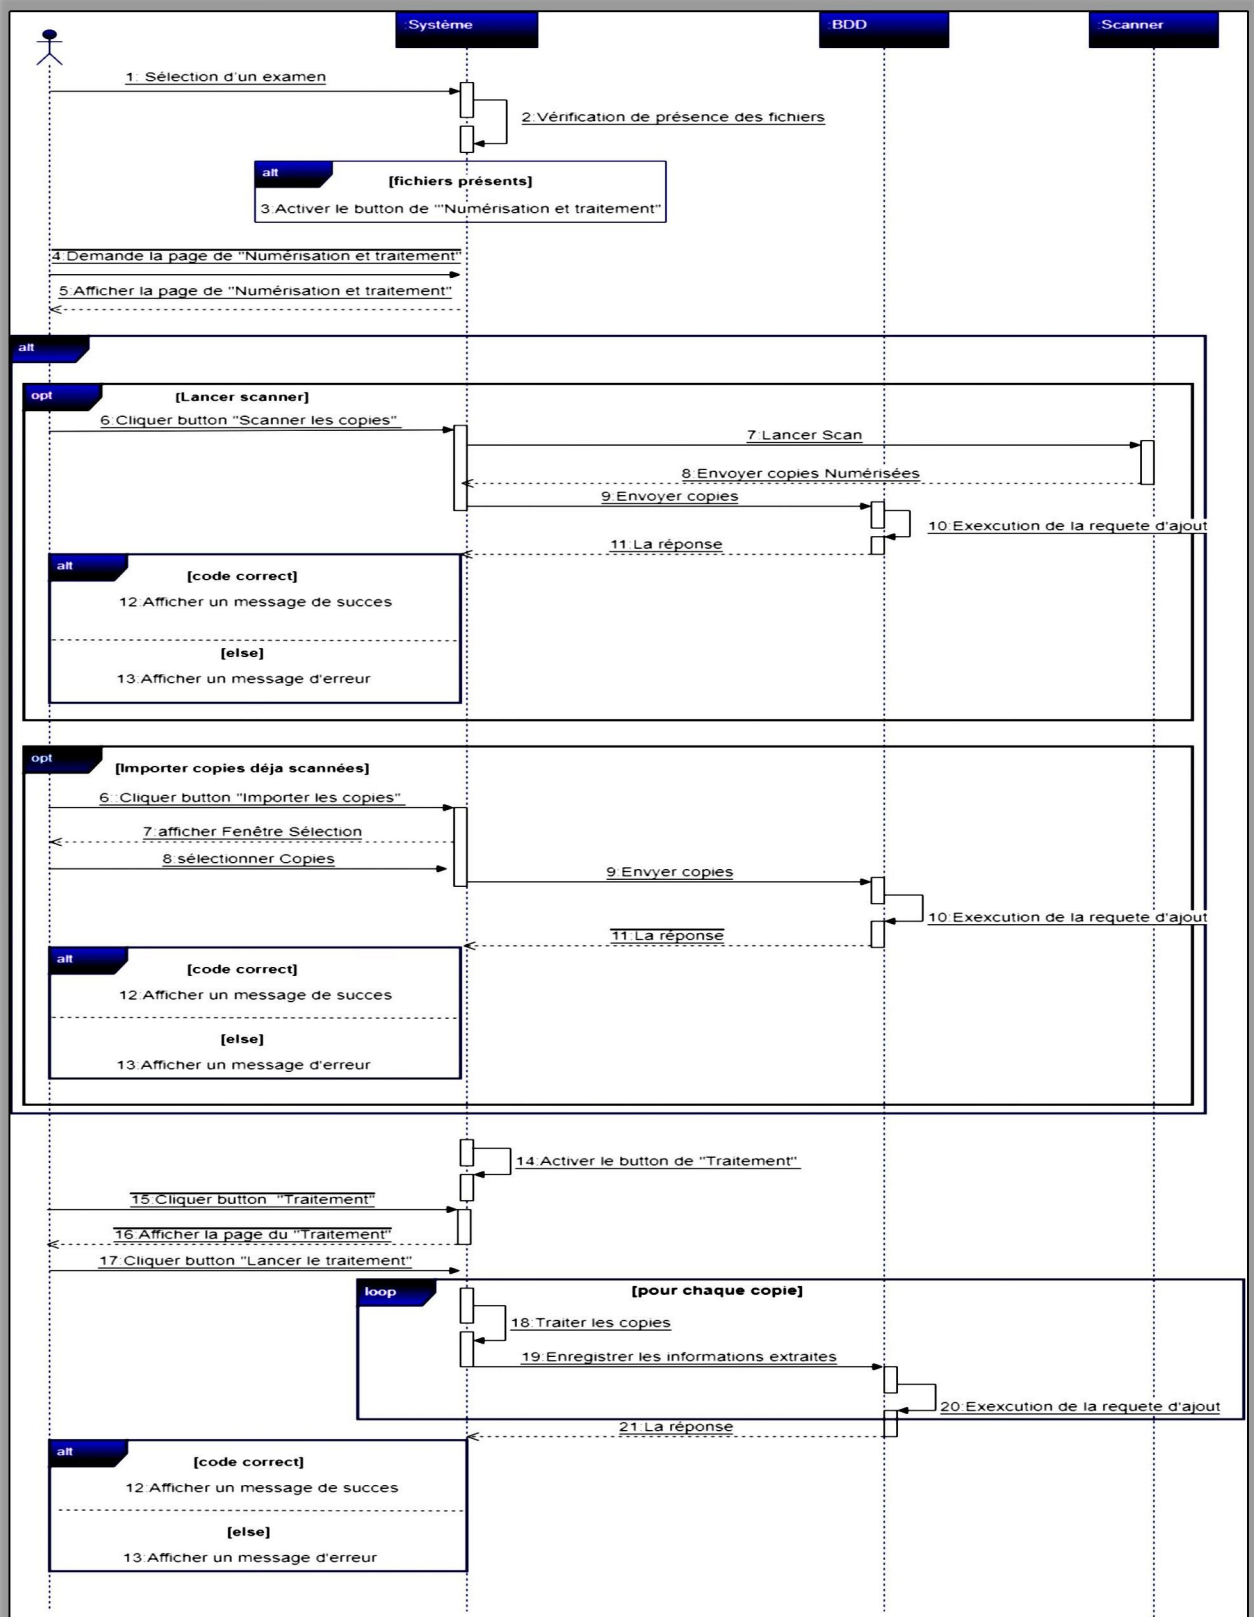 :Système
:BDD
:Scanner
1: Sélection d'un examen
2:Vérification de présence des fichiers
alt
[fichiers présents]
3:Activer le button de "'Numérisation et traitement"
4:Demande la page de "Numérisation et traitement"
5:Afficher la page de "Numérisation et traitement"
alt
opt
[Lancer scanner]
6:Cliquer button "Scanner les copies"
7:Lancer Scan
8:Envoyer copies Numérisées
9:Envoyer copies
10:Exexcution de la requete d'ajout
11:La réponse
alt
[code correct]
12:Afficher un message de succes
[else]
13:Afficher un message d'erreur
opt
[Importer copies déja scannées]
6::Cliquer button "Importer les copies"
7:afficher Fenêtre Sélection
8:sélectionner Copies
9:Envyer copies
10:Exexcution de la requete d'ajout
11:La réponse
alt
[code correct]
12:Afficher un message de succes
[else]
13:Afficher un message d'erreur
14:Activer le button de "Traitement"
15:Cliquer button "Traitement"
16:Afficher la page du "Traitement"
17:Cliquer button "Lancer le traitement"
loop
[pour chaque copie]
18:Traiter les copies
19:Enregistrer les informations extraites
20:Exexcution de la requete d'ajout
21:La réponse
alt
[code correct]
12:Afficher un message de succes
[else]
13:Afficher un message d'erreur